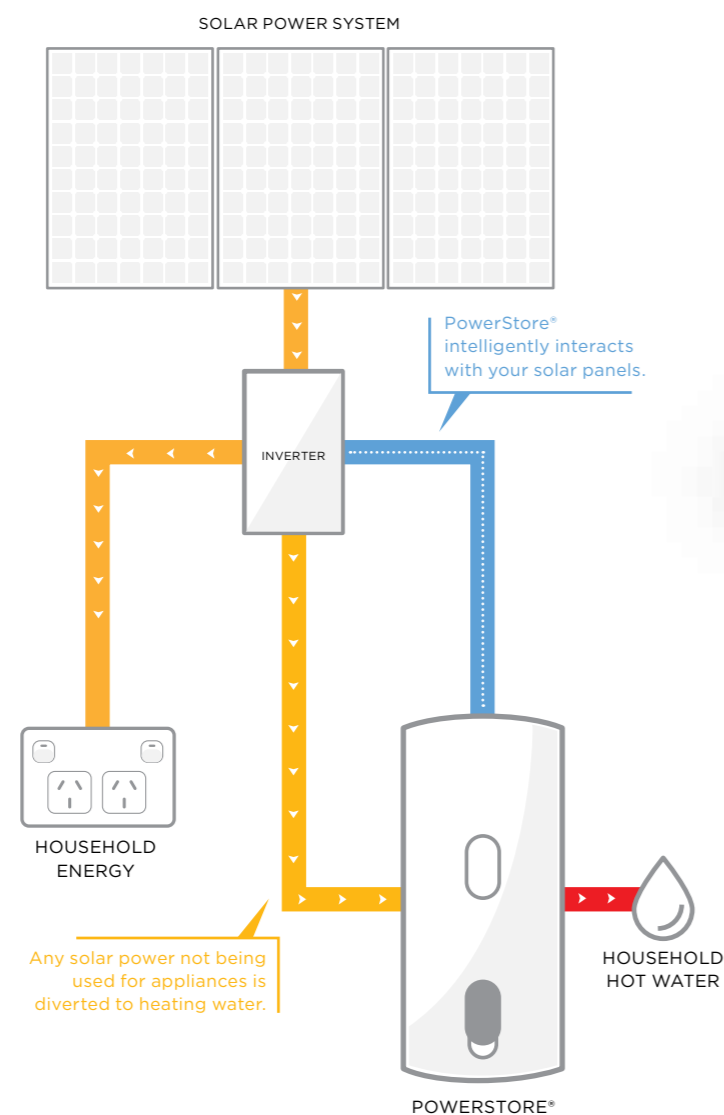 SOLAR POWER SYSTEM
PowerStore®
intelligently interacts
with your solar panels.
INVERTER
HOUSEHOLD
ENERGY
Any solar power not being
used for appliances is
diverted to heating water.
HOUSEHOLD
HOT WATER
POWERSTORE®